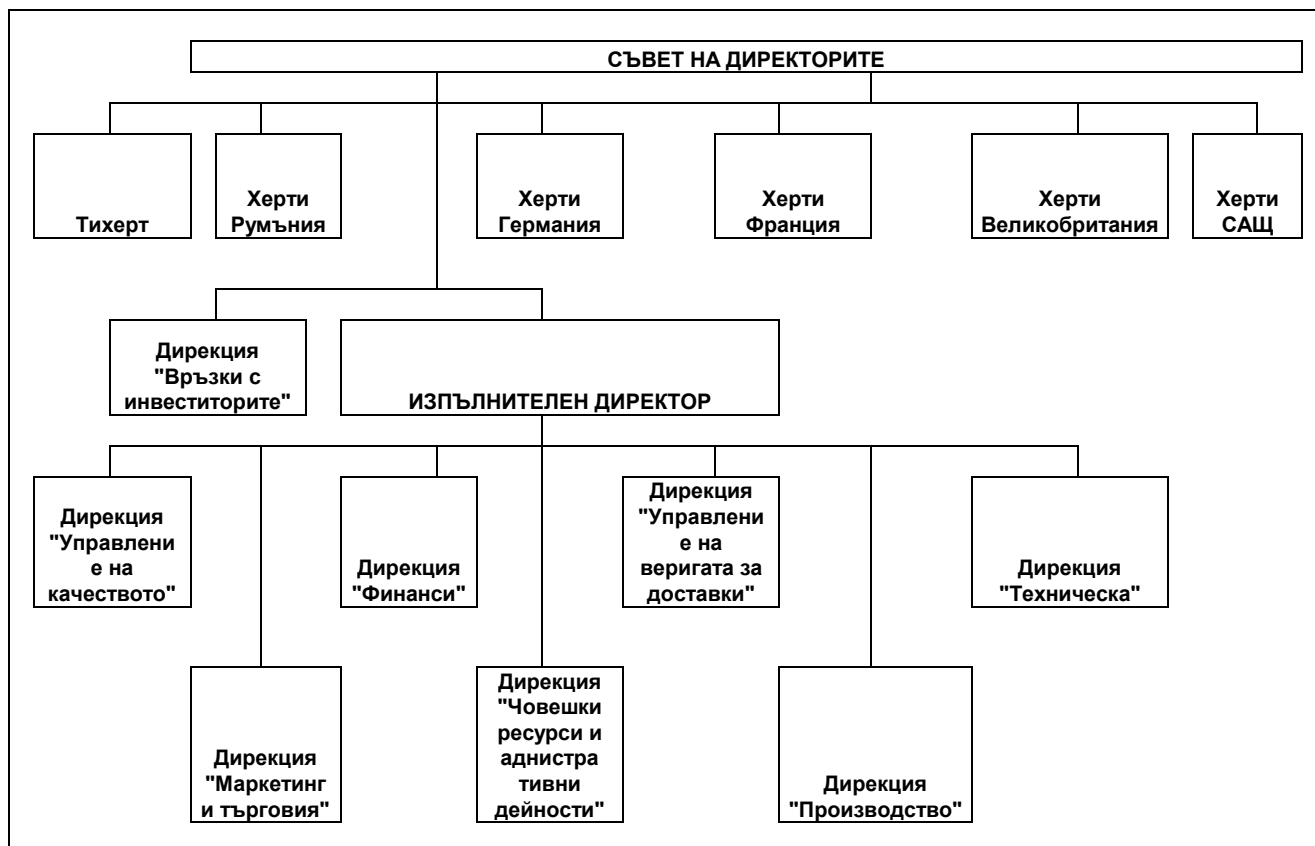 СЪВЕТ НА ДИРЕКТОРИТЕ
Тихерт
Херти
Румъния
Херти
Германия
Херти
Франция
Херти
Великобритания
Херти
САЩ
Дирекция
"Връзки с
инвеститорите"
ИЗПЪЛНИТЕЛЕН ДИРЕКТОР
Дирекция
"Управлени
е на
качеството"
Дирекция
"Финанси"
Дирекция
"Управлени
е на
веригата за
доставки"
Дирекция
"Техническа"
Дирекция
"Маркетинг
и търговия"
Дирекция
"Човешки
ресурси и
аднистра
тивни
дейности"
Дирекция
"Производство"